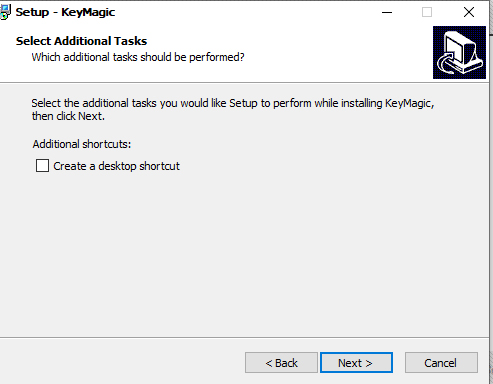 Setup - KeyMagic
Select Additional Tasks
Which additional tasks should be performed?
Select the additional tasks you would like Setup to perform while installing KeyMagic,
then click Next.
Additional shortcuts:
Create a desktop shortcut
< Back
Next >
Cancel